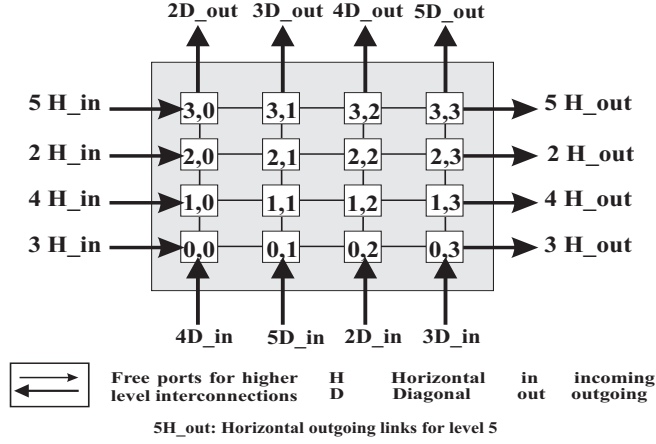 2D_out 3D_out 4D_out 5D_out
5 H_in 3,0 3,1 3,2 3,3 5 H_out
2 H_in 2,0 2,1 2,2 2,3 2 H_out
4 H_in 1,0 1,1 1,2 1,3 4 H_out
3 H_in 0,0 0,1 0,2 0,3 3 H_out
4D_in 5D_in 2D_in 3D_in
Free ports for higher H Horizontal in incoming
level interconnections D Diagonal out outgoing
5H_out: Horizontal outgoing links for level 5